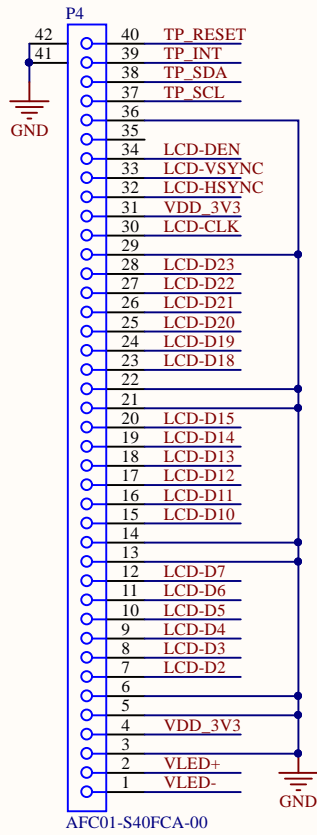 P4
42 40 TP_RESET
41 39 TP_INT
38 TP_SDA
37 TP_SCL
GND
36
35
34 LCD-DEN
33 LCD-VSYNC
32 LCD-HSYNC
31 VDD_3V3
30 LCD-CLK
29
28 LCD-D23
27 LCD-D22
26 LCD-D21
25 LCD-D20
24 LCD-D19
23 LCD-D18
22
21
20 LCD-D15
19 LCD-D14
18 LCD-D13
17 LCD-D12
16 LCD-D11
15 LCD-D10
14
13
12 LCD-D7
11 LCD-D6
10 LCD-D5
9 LCD-D4
8 LCD-D3
7 LCD-D2
6
5
4 VDD_3V3
3
2 VLED+
1 VLED-
GND
AFC01-S40FCA-00